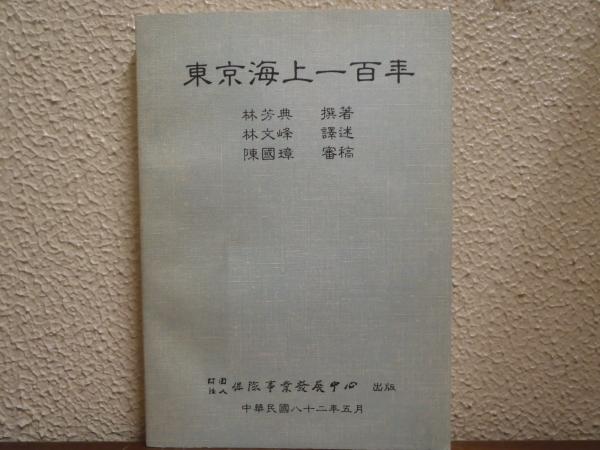 東京海上一百年
林芳典 撰著
林文峰 譯述
陳國璋 審稿
財團法人 保險事業發展中心 出版
中華民國八十二年五月